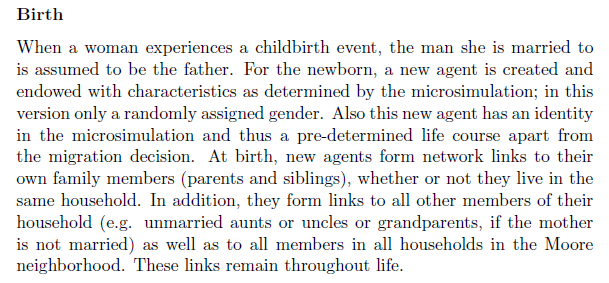 Birth
When a woman experiences a childbirth event, the man she is married to
is assumed to be the father. For the newborn, a new agent is created and
endowed with characteristics as determined by the microsimulation; in this
version only a randomly assigned gender. Also this new agent has an identity
in the microsimulation and thus a pre-determined life course apart from
the migration decision. At birth, new agents form network links to their
own family members (parents and siblings), whether or not they live in the
same household. In addition, they form links to all other members of their
household (e.g. unmarried aunts or uncles or grandparents, if the mother
is not married) as well as to all members in all households in the Moore
neighborhood. These links remain throughout life.